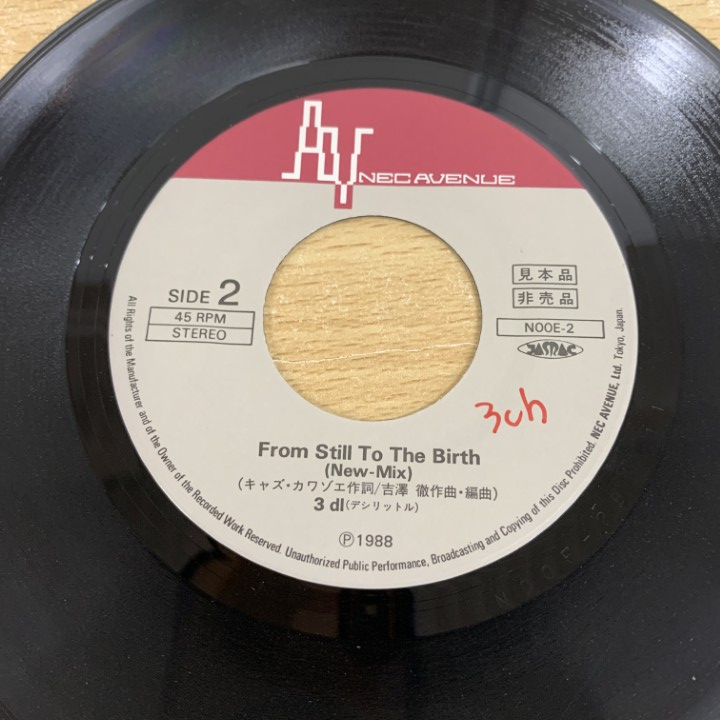 AV
NEC AVENUE
SIDE 2
45 RPM
STEREO
見本品
非売品
N00E-2
JASRAC
3ch
From Still To The Birth
(New-Mix)
(キャズ・カワゾエ作詞/吉澤 徹作曲・編曲)
3 dl(デシリットル)
Ⓟ1988
All Rights of the Manufacturer and of the Owner of the Recorded Work Reserved. Unauthorized Public Performance, Broadcasting and Copying of this Disc Prohibited. NEC AVENUE, Ltd. Tokyo, Japan.